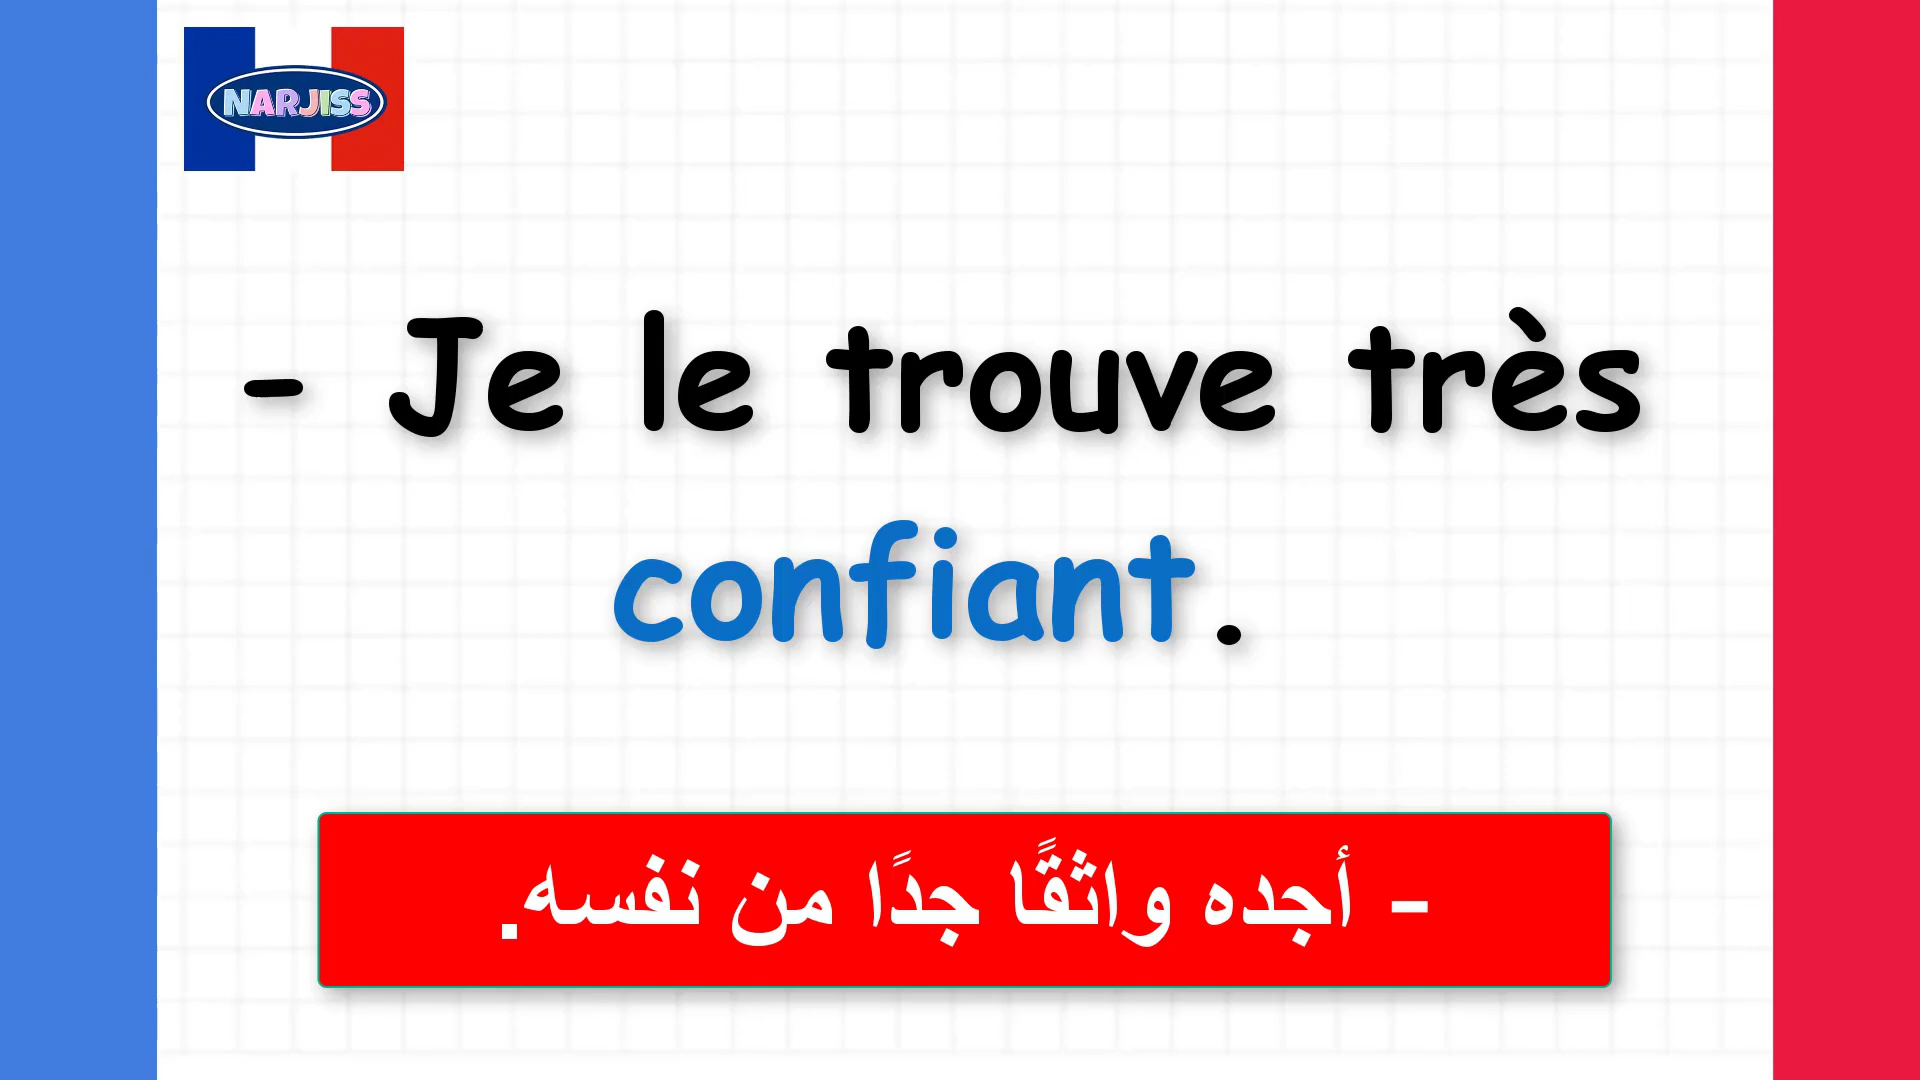 NARJISS
- Je le trouve très
confiant.
- أجده واثقًا جدًا من نفسه.